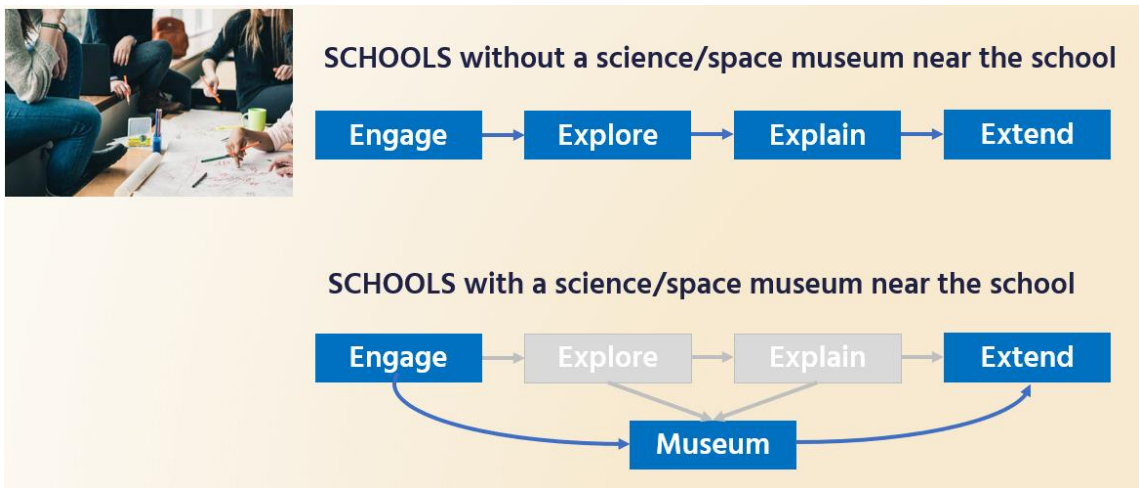 SCHOOLS without a science/space museum near the school
Engage
Explore
Explain
Extend
SCHOOLS with a science/space museum near the school
Engage
Explore
Explain
Extend
Museum